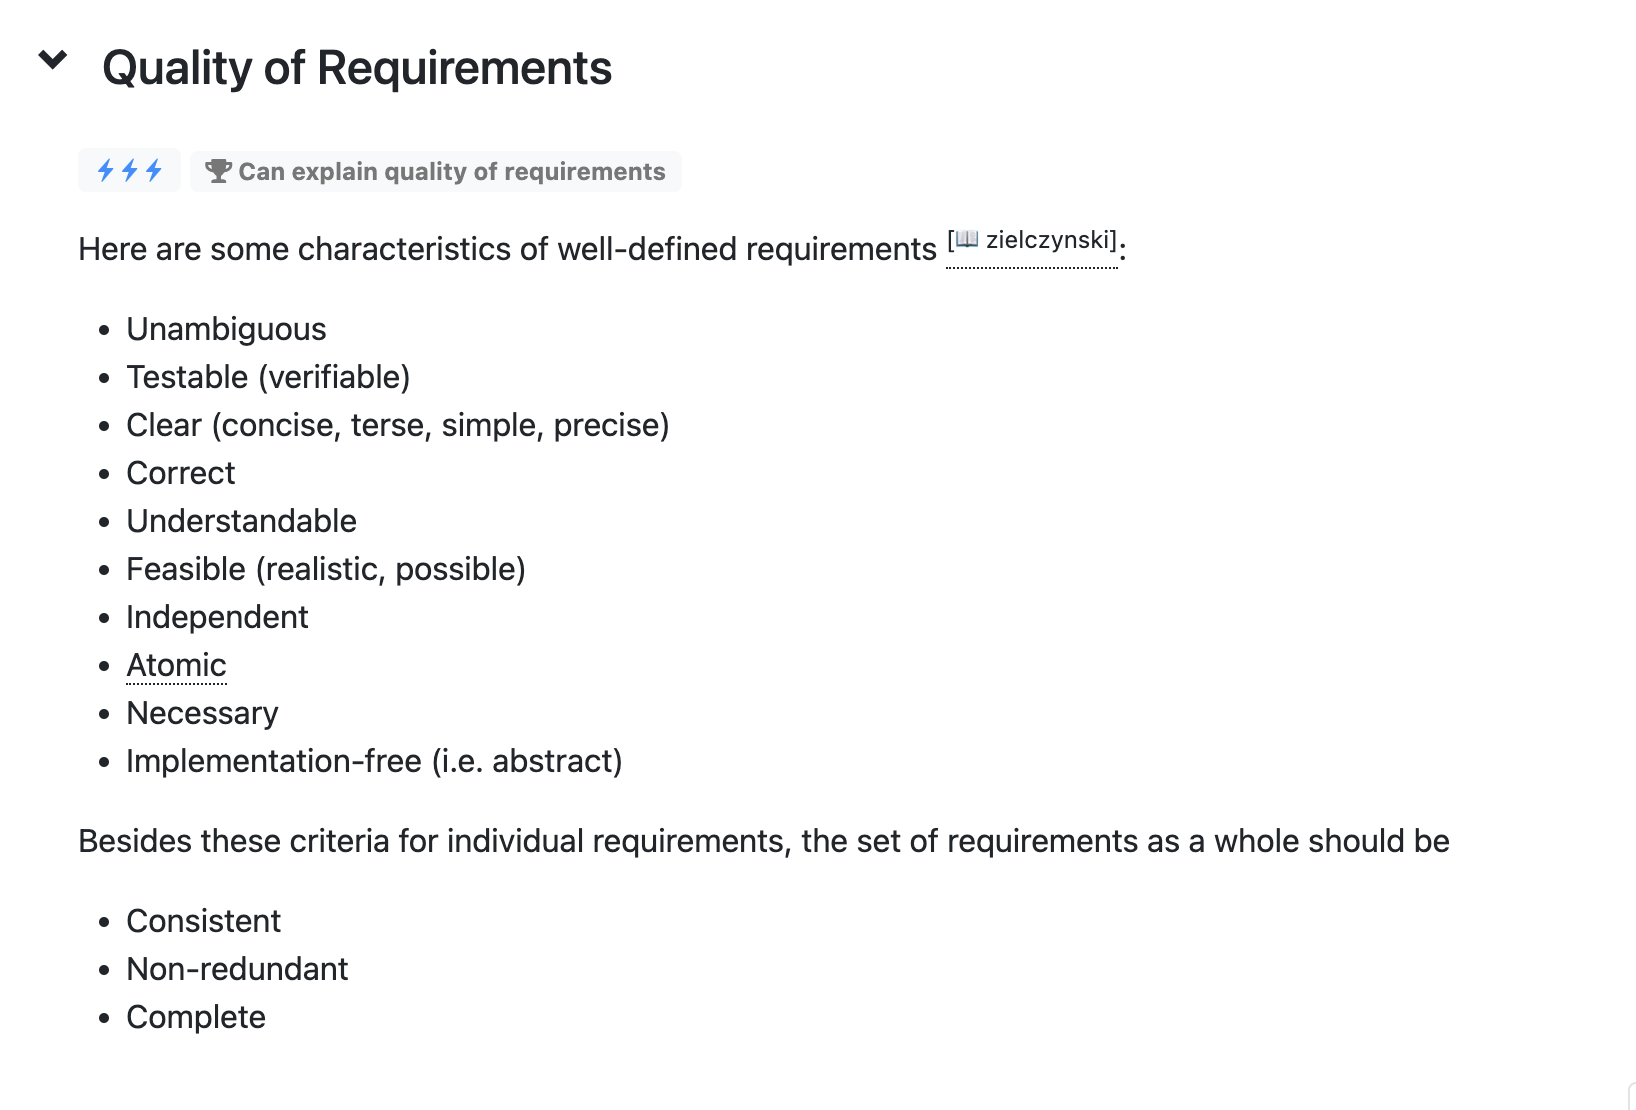 Quality of Requirements
Can explain quality of requirements
Here are some characteristics of well-defined requirements [📖 zielczynski]:
• Unambiguous
• Testable (verifiable)
• Clear (concise, terse, simple, precise)
• Correct
• Understandable
• Feasible (realistic, possible)
• Independent
• Atomic
• Necessary
• Implementation-free (i.e. abstract)
Besides these criteria for individual requirements, the set of requirements as a whole should be
• Consistent
• Non-redundant
• Complete